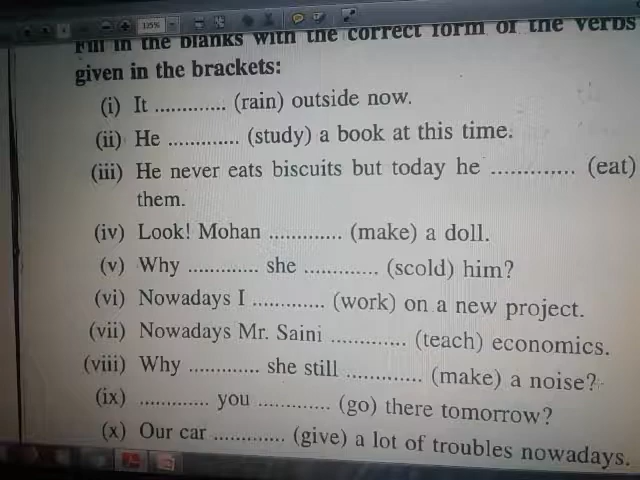 125%
Fill in the blanks with the correct form of the verbs
given in the brackets:
(i) It ............. (rain) outside now.
(ii) He ............. (study) a book at this time.
(iii) He never eats biscuits but today he ............. (eat)
them.
(iv) Look! Mohan ............. (make) a doll.
(v) Why ............. she ............. (scold) him?
(vi) Nowadays I ............. (work) on a new project.
(vii) Nowadays Mr. Saini ............. (teach) economics.
(viii) Why ............. she still ............. (make) a noise?
(ix) ............. you ............. (go) there tomorrow?
(x) Our car ............. (give) a lot of troubles nowadays.